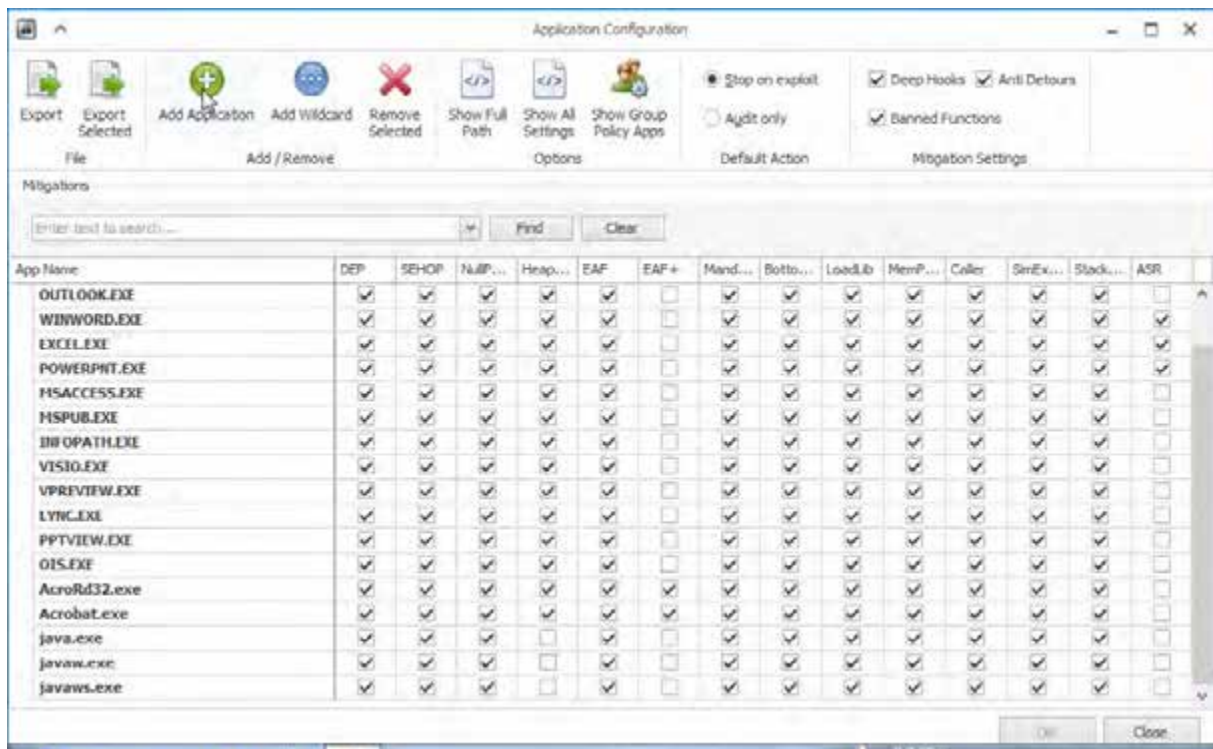 Application Configuration
Export
Export Selected
Add Application
Add Wildcard
Remove Selected
Show Full Path
Show All Settings
Show Group Policy Apps
Stop on exploit
Audit only
Deep Hooks
Anti Detours
Banned Functions
File
Add / Remove
Options
Default Action
Mitigation Settings
Mitigations
Enter text to search ...
Find
Clear
App Name DEP SEHOP NullP... Heap... EAF EAF+ Mand... Botto... LoadLib MemP... Caller SimEx... Stack... ASR
OUTLOOK.EXE
WINWORD.EXE
EXCEL.EXE
POWERPNT.EXE
MSACCESS.EXE
MSPUB.EXE
INFOPATH.EXE
VISIO.EXE
VPREVIEW.EXE
LYNC.EXE
PPTVIEW.EXE
OIS.EXE
AcroRd32.exe
Acrobat.exe
java.exe
javaw.exe
javaws.exe
OK
Close